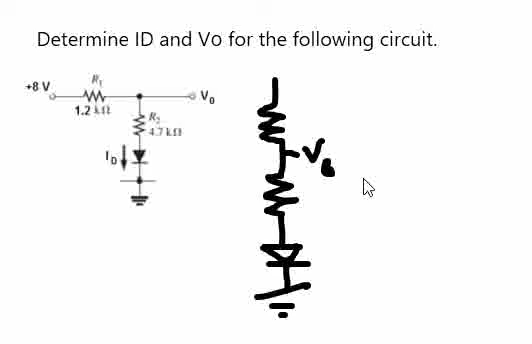 Determine ID and Vo for the following circuit.
+8 V
R₁
1.2 kΩ
Vo
R₂
4.7 kΩ
I_D
Vo